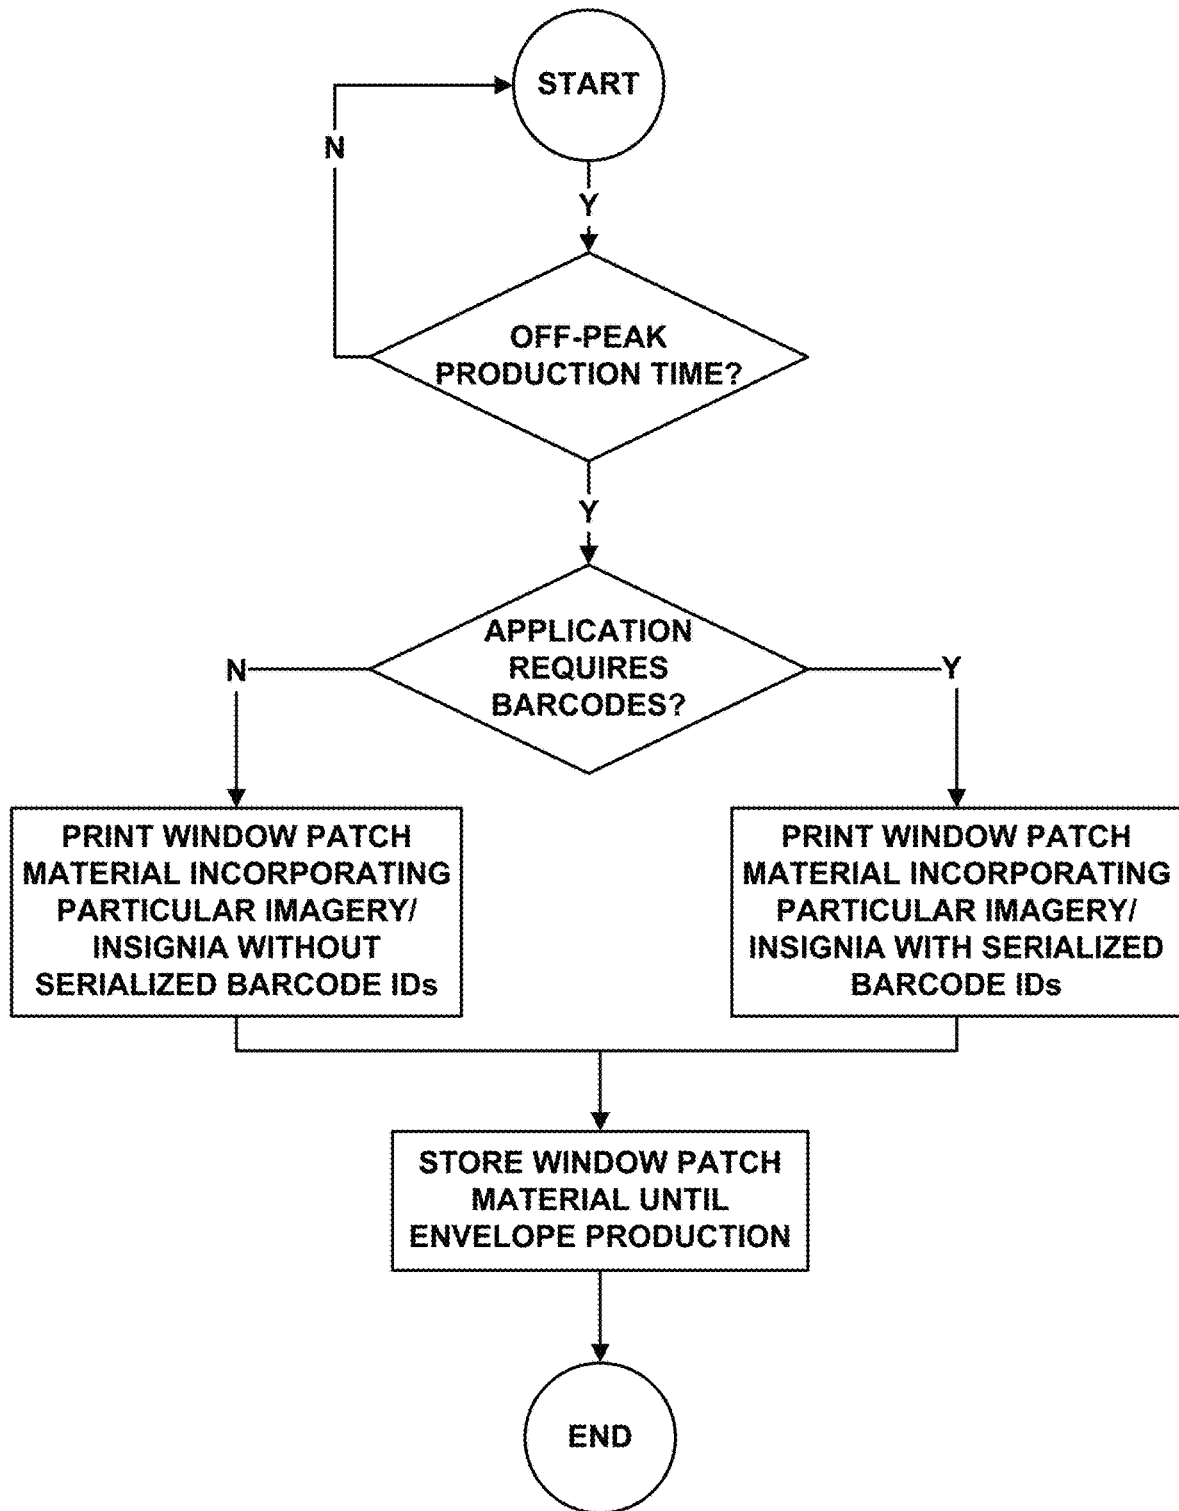 START
N
Y
OFF-PEAK
PRODUCTION TIME?
Y
APPLICATION
REQUIRES
BARCODES?
N
Y
PRINT WINDOW PATCH
MATERIAL INCORPORATING
PARTICULAR IMAGERY/
INSIGNIA WITHOUT
SERIALIZED BARCODE IDs
PRINT WINDOW PATCH
MATERIAL INCORPORATING
PARTICULAR IMAGERY/
INSIGNIA WITH SERIALIZED
BARCODE IDs
STORE WINDOW PATCH
MATERIAL UNTIL
ENVELOPE PRODUCTION
END